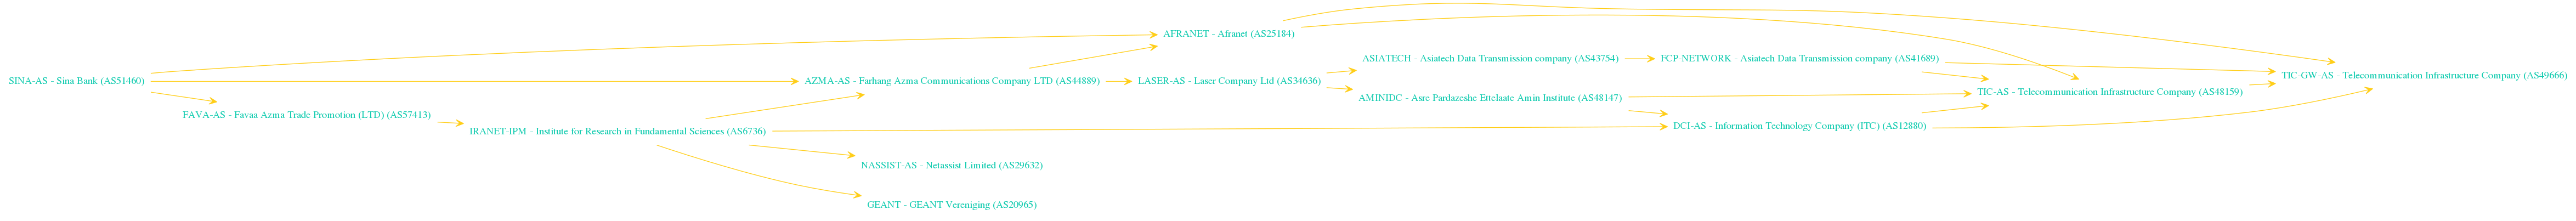 SINA-AS - Sina Bank (AS51460)
FAVA-AS - Favaa Azma Trade Promotion (LTD) (AS57413)
IRANET-IPM - Institute for Research in Fundamental Sciences (AS6736)
AZMA-AS - Farhang Azma Communications Company LTD (AS44889)
NASSIST-AS - Netassist Limited (AS29632)
GEANT - GEANT Vereniging (AS20965)
AFRANET - Afranet (AS25184)
LASER-AS - Laser Company Ltd (AS34636)
ASIATECH - Asiatech Data Transmission company (AS43754)
AMINIDC - Asre Pardazeshe Ettelaate Amin Institute (AS48147)
FCP-NETWORK - Asiatech Data Transmission company (AS41689)
DCI-AS - Information Technology Company (ITC) (AS12880)
TIC-AS - Telecommunication Infrastructure Company (AS48159)
TIC-GW-AS - Telecommunication Infrastructure Company (AS49666)